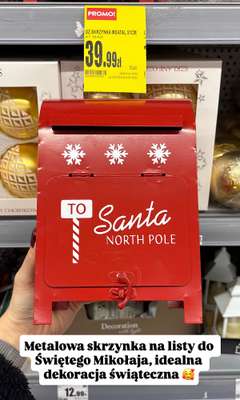 PROMO!
39.99zł
TO
Santa
NORTH POLE
Decoration
Metalowa skrzynka na listy do
Świętego Mikołaja, idealna
dekoracja świąteczna 🥰
12.99